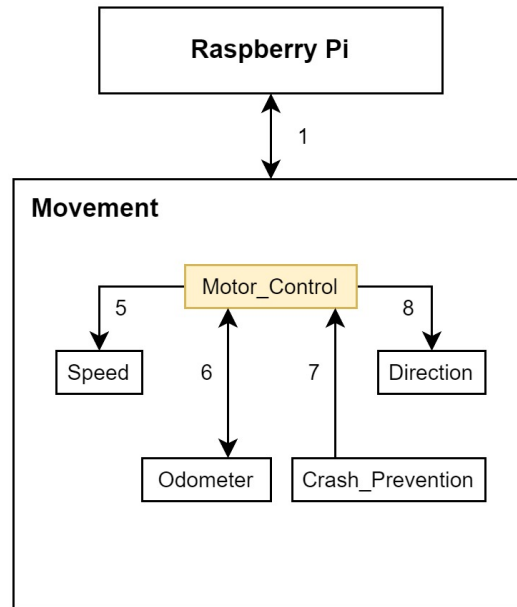 Raspberry Pi
1
Movement
Motor_Control
5
8
Speed
6
7
Direction
Odometer
Crash_Prevention